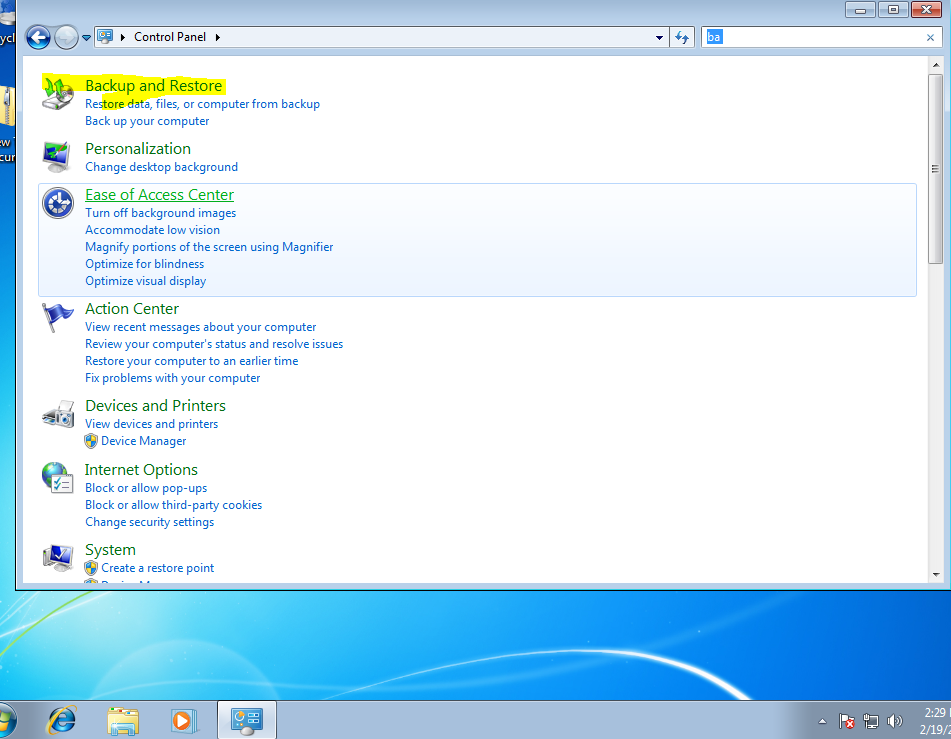 Control Panel
ba
Backup and Restore
Restore data, files, or computer from backup
Back up your computer
Personalization
Change desktop background
Ease of Access Center
Turn off background images
Accommodate low vision
Magnify portions of the screen using Magnifier
Optimize for blindness
Optimize visual display
Action Center
View recent messages about your computer
Review your computer's status and resolve issues
Restore your computer to an earlier time
Fix problems with your computer
Devices and Printers
View devices and printers
Device Manager
Internet Options
Block or allow pop-ups
Block or allow third-party cookies
Change security settings
System
Create a restore point
2:29
2/19/